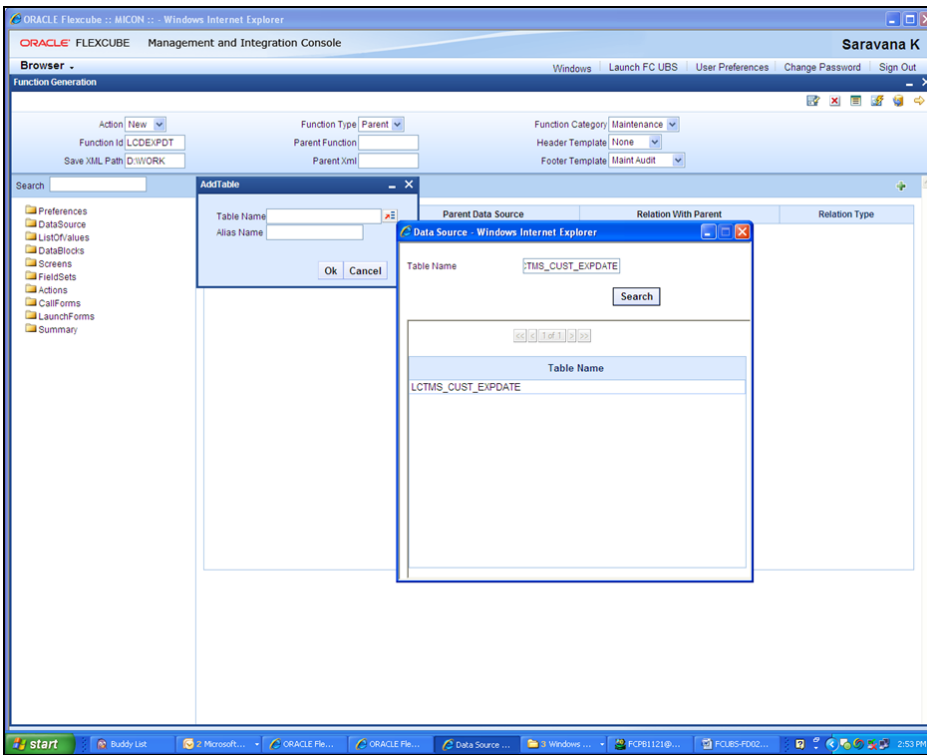 ORACLE Flexcube :: MICON :: - Windows Internet Explorer
ORACLE FLEXCUBE Management and Integration Console
Saravana K
Browser
Windows Launch FC UBS User Preferences Change Password Sign Out
Function Generation
Action New
Function Type Parent
Function Category Maintenance
Function Id LCDEXPDT
Parent Function
Header Template None
Save XML Path D:\WORK
Parent Xml
Footer Template Maint Audit
Search
Preferences
DataSource
ListOfValues
DataBlocks
Screens
FieldSets
Actions
CallForms
LaunchForms
Summary
AddTable
Table Name
Alias Name
Ok Cancel
Parent Data Source Relation With Parent Relation Type
Data Source - Windows Internet Explorer
Table Name TMS_CUST_EXPDATE
Search
<< < 1 of 1 > >>
Table Name
LCTMS_CUST_EXPDATE
start Buddy List 2 Microsoft... ORACLE Fle... ORACLE Fle... Data Source ... 3 Windows ... FCPB1121@... FCUBS-FD02... 2:53 PM